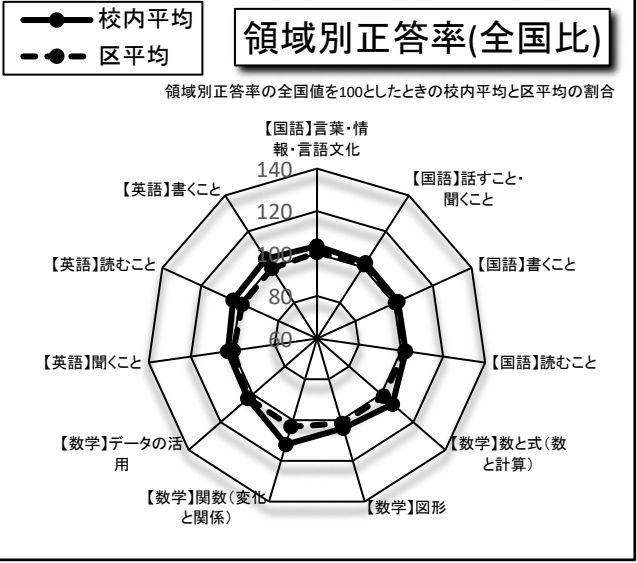 校内平均
区平均
領域別正答率(全国比)
領域別正答率の全国値を100としたときの校内平均と区平均の割合
【国語】言葉・情
報・言語文化
【国語】話すこと・
聞くこと
【国語】書くこと
【国語】読むこと
【数学】数と式(数
と計算)
【数学】図形
【数学】関数(変化
と関係)
【数学】データの活
用
【英語】聞くこと
【英語】読むこと
【英語】書くこと
140
120
100
80
60